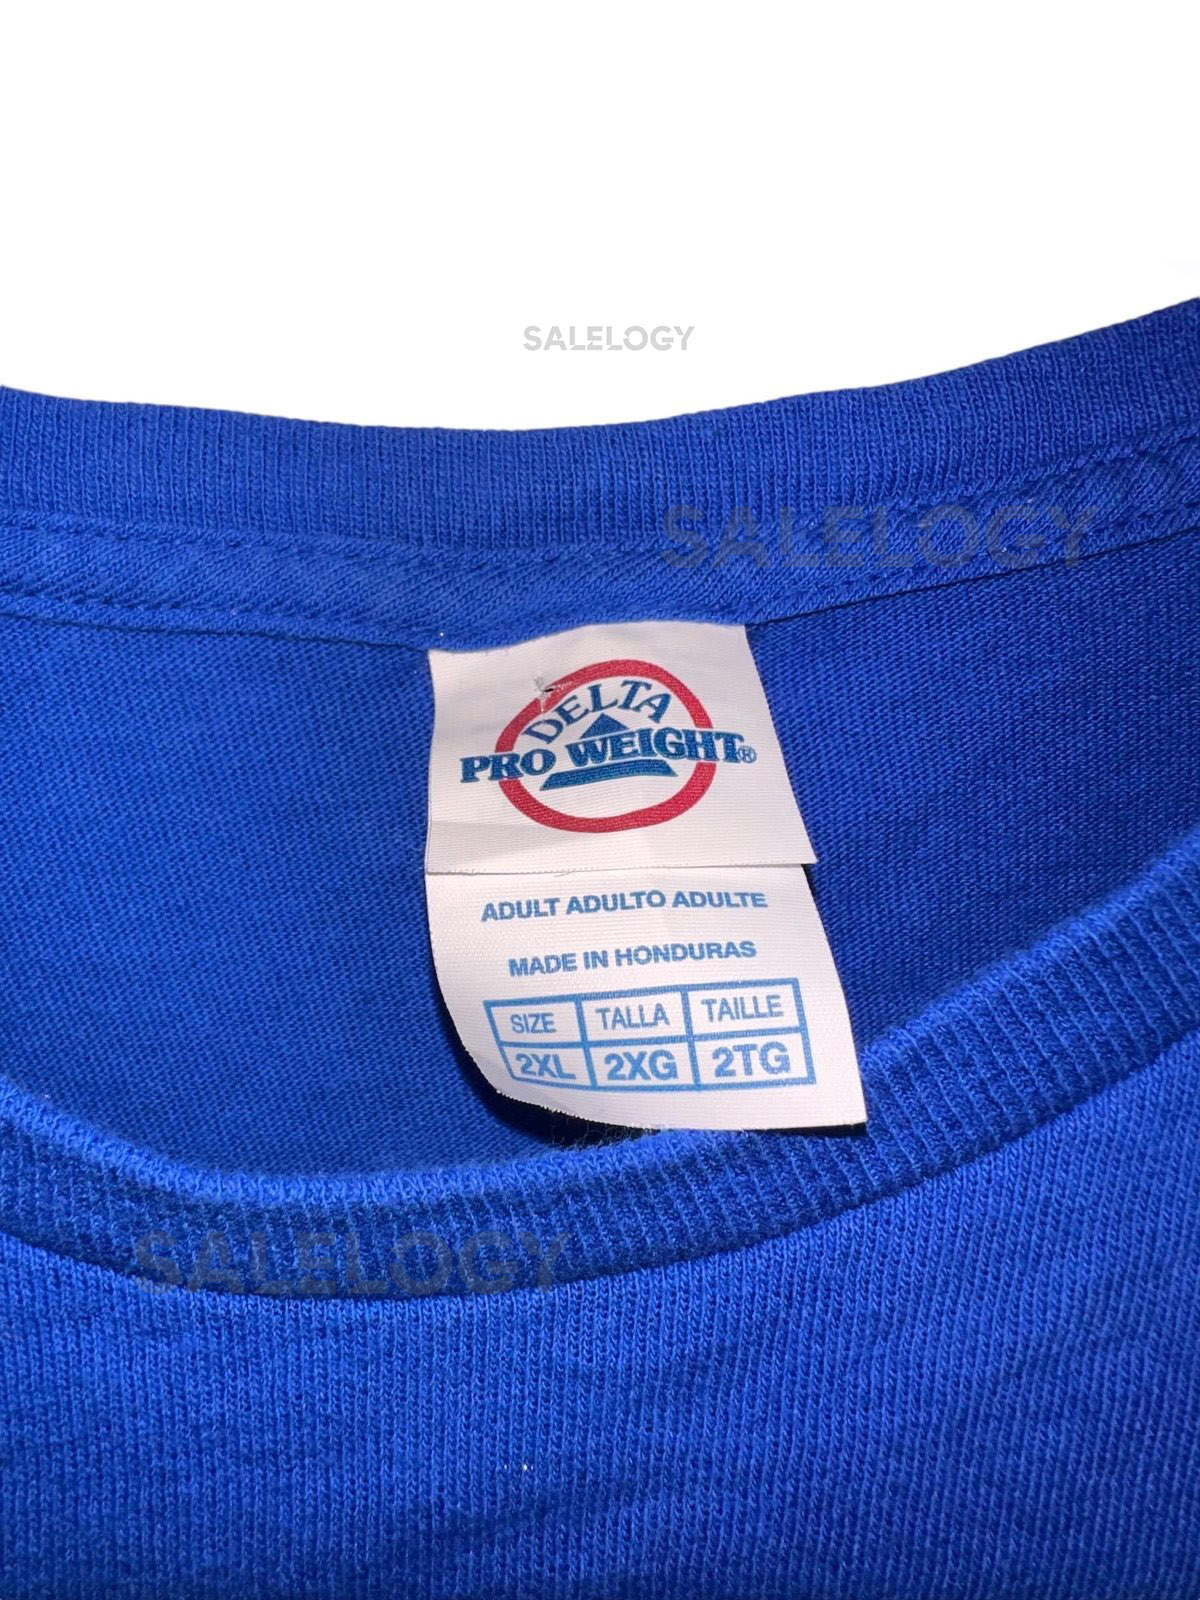 SALELOGY
SALELOGY
DELTA
PRO WEIGHT®
ADULT ADULTO ADULTE
MADE IN HONDURAS
SIZE TALLA TAILLE
2XL 2XG 2TG
SALELOGY